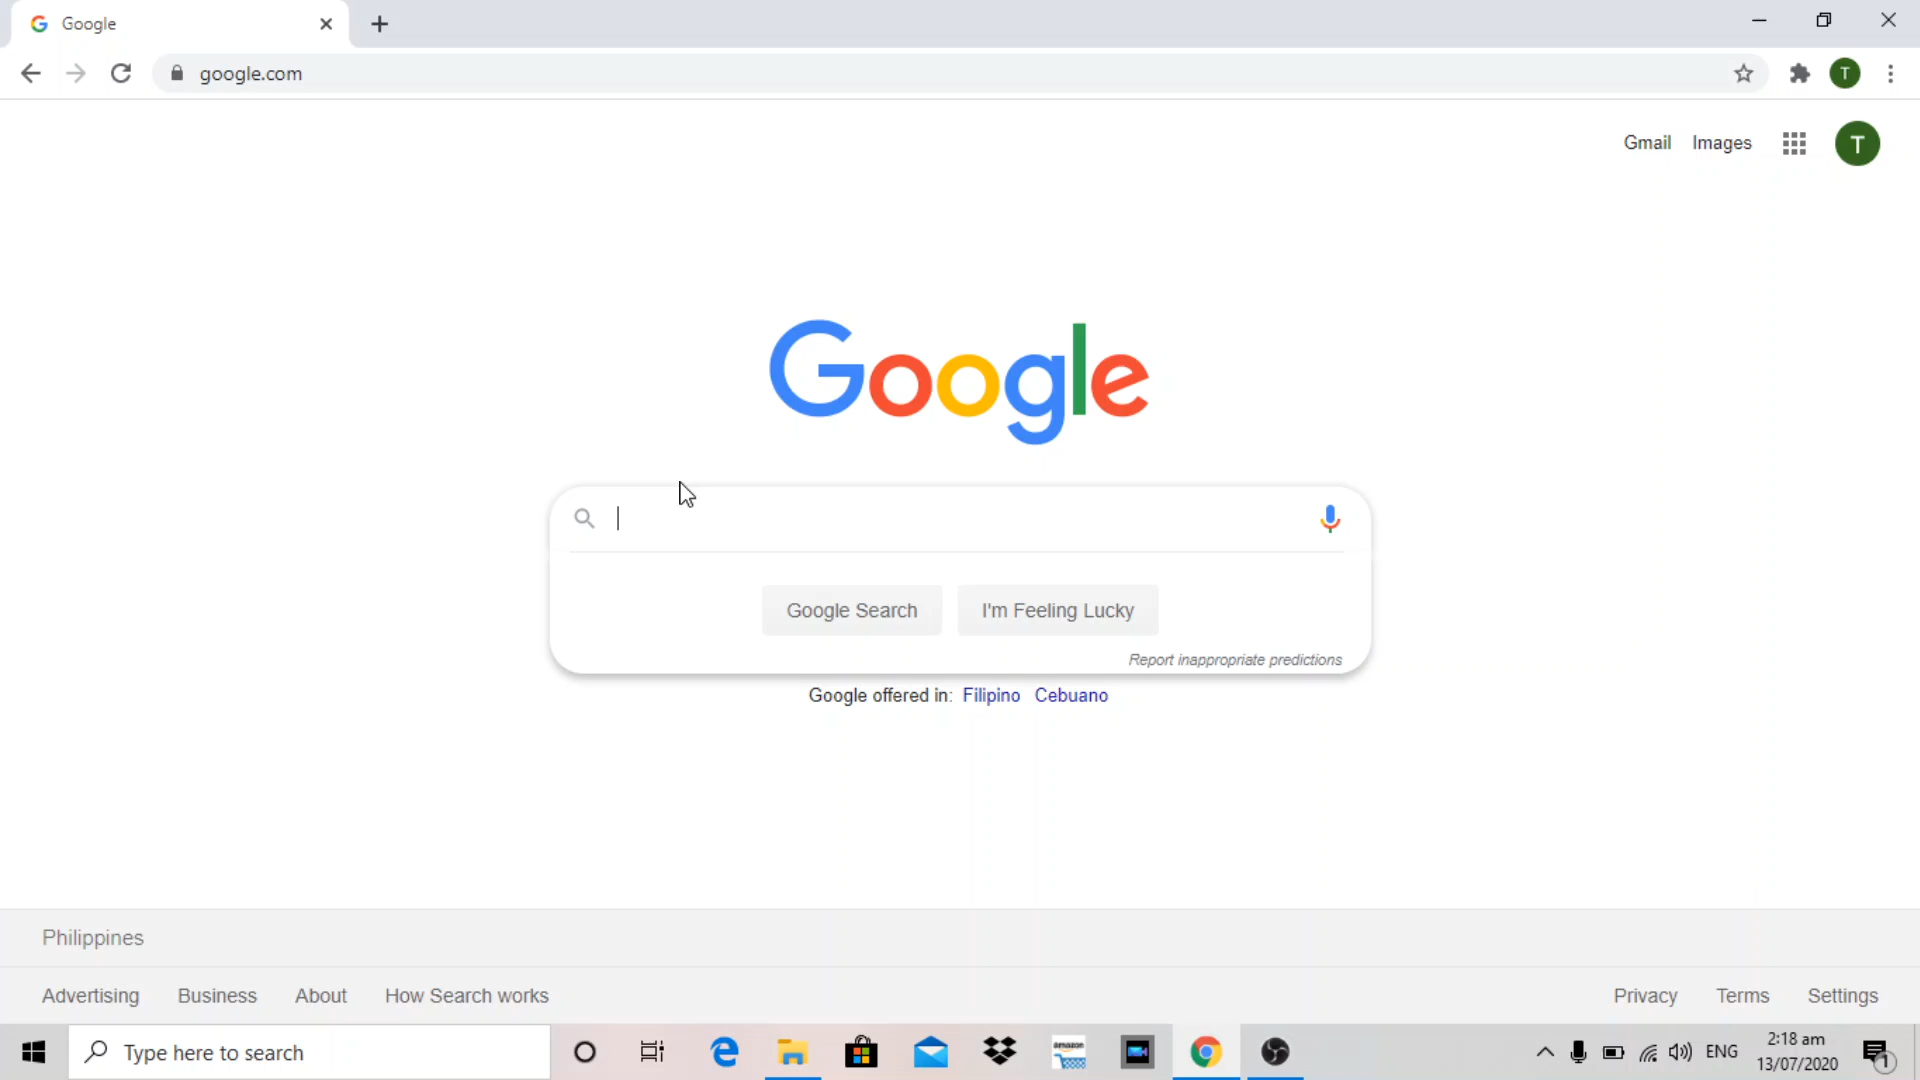 Google
google.com
Gmail Images T
T
Google
Google Search I'm Feeling Lucky
Report inappropriate predictions
Google offered in: Filipino Cebuano
Philippines
Advertising Business About How Search works Privacy Terms Settings
Type here to search
amazon
ENG
2:18 am
13/07/2020
1